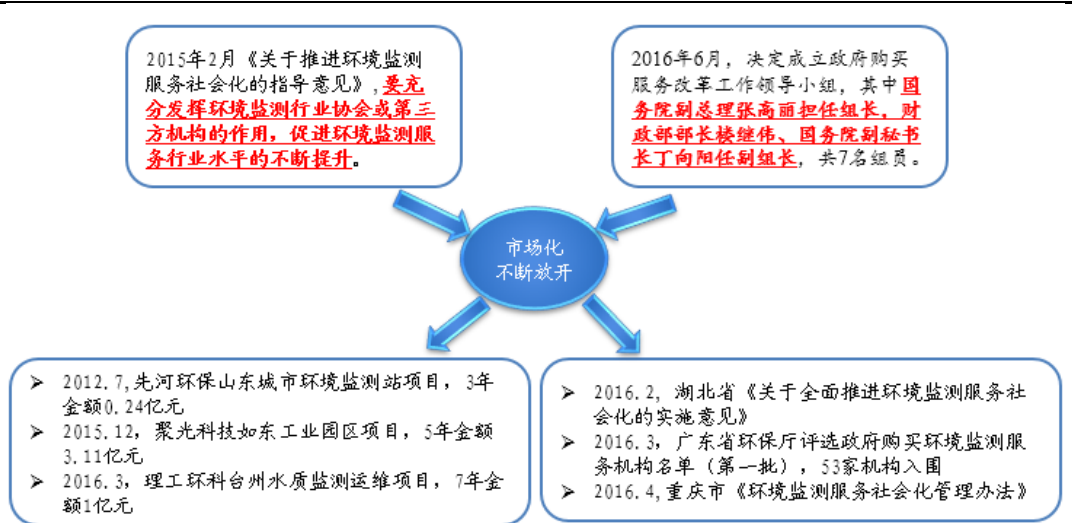 2015年2月《关于推进环境监测
服务社会化的指导意见》,要充
分发挥环境监测行业协会或第三
方机构的作用，促进环境监测服
务行业水平的不断提升。
2016年6月，决定成立政府购买
服务改革工作领导小组，其中国
务院副总理张高丽担任组长，财
政部部长楼继伟、国务院副秘书
长丁向阳任副组长，共7名组员。
市场化
不断放开
➢ 2012.7,先河环保山东城市环境监测站项目，3年
金额0.24亿元
➢ 2015.12，聚光科技如东工业园区项目，5年金额
3.11亿元
➢ 2016.3，理工环科台州水质监测运维项目，7年金
额1亿元
➢ 2016.2，湖北省《关于全面推进环境监测服务社
会化的实施意见》
➢ 2016.3，广东省环保厅评选政府购买环境监测服
务机构名单（第一批），53家机构入围
➢ 2016.4,重庆市《环境监测服务社会化管理办法》